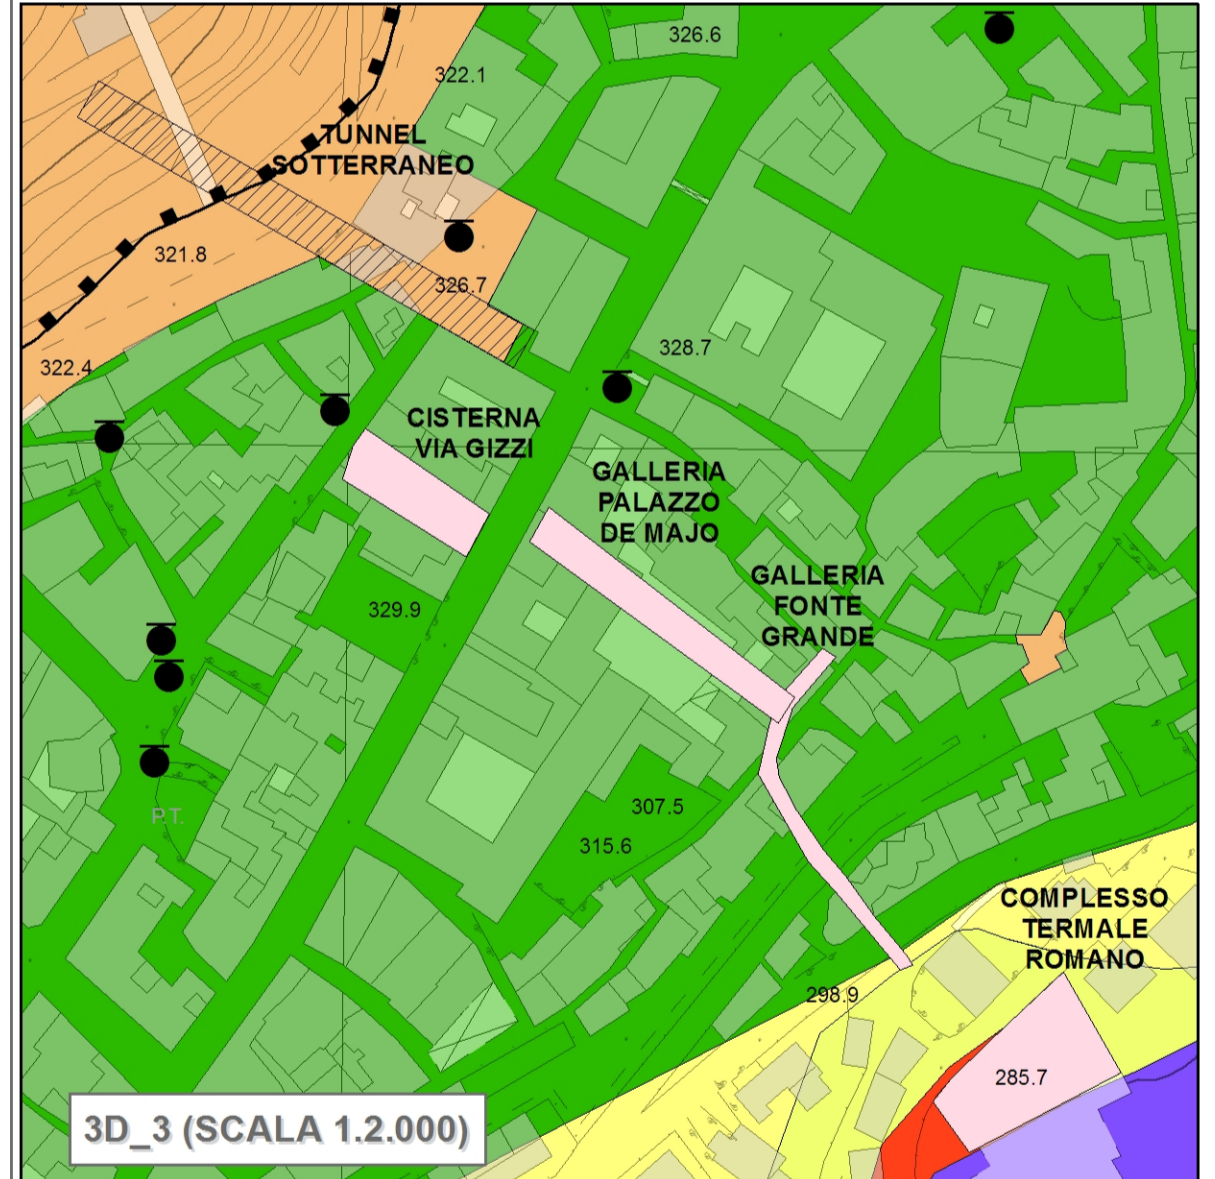 326.6
322.1
TUNNEL
SOTTERRANEO
321.8
326.7
328.7
322.4
CISTERNA
VIA GIZZI
GALLERIA
PALAZZO
DE MAJO
GALLERIA
FONTE
GRANDE
329.9
307.5
P.T.
315.6
COMPLESSO
TERMALE
ROMANO
298.9
285.7
3D_3 (SCALA 1.2.000)